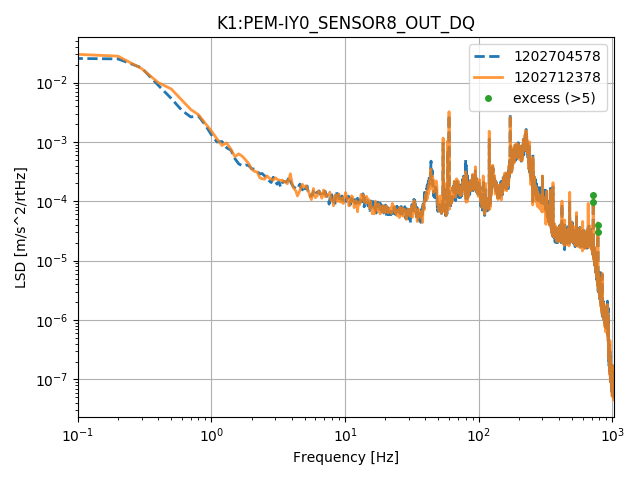 K1:PEM-IY0_SENSOR8_OUT_DQ
1202704578
1202712378
excess (>5)
LSD [m/s^2/rtHz]
10^−2
10^−3
10^−4
10^−5
10^−6
10^−7
10^−1 10^0 10^1 10^2 10^3
Frequency [Hz]